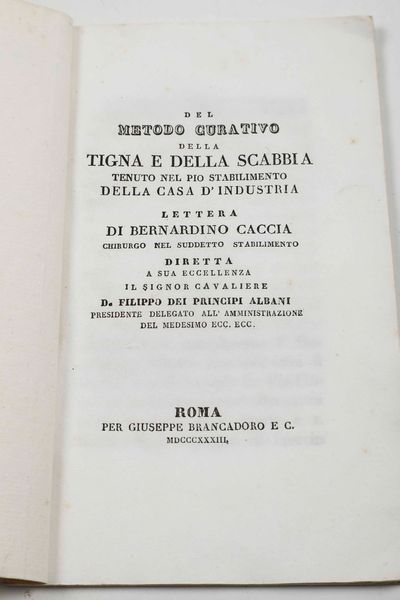 DEL
METODO CURATIVO
DELLA
TIGNA E DELLA SCABBIA
TENUTO NEL PIO STABILIMENTO
DELLA CASA D'INDUSTRIA
LETTERA
DI BERNARDINO CACCIA
CHIRURGO NEL SUDDETTO STABILIMENTO
DIRETTA
A SUA ECCELLENZA
IL SIGNOR CAVALIERE
D. FILIPPO DEI PRINCIPI ALBANI
PRESIDENTE DELEGATO ALL' AMMINISTRAZIONE
DEL MEDESIMO ECC. ECC.
ROMA
PER GIUSEPPE BRANCADORO E C.
MDCCCXXXIII.